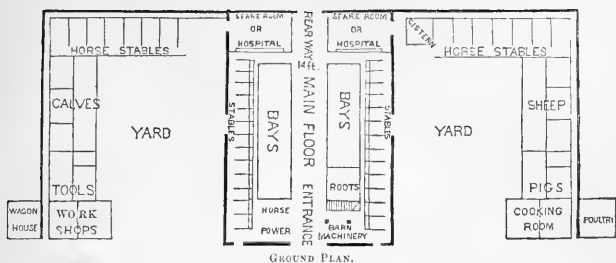 SPARE ROOM
OR
HOSPITAL
REAR WAY
14 ft.
MAIN FLOOR
ENTRANCE
SPARE ROOM
OR
HOSPITAL
CISTERN
HORSE STABLES
HORSE STABLES
CALVES
YARD
STABLES
BAYS
BAYS
STABLES
YARD
SHEEP
TOOLS
ROOTS
PIGS
WAGON
HOUSE
WORK
SHOPS
HORSE
POWER
BARN
MACHINERY
COOKING
ROOM
POULTRY
GROUND PLAN.